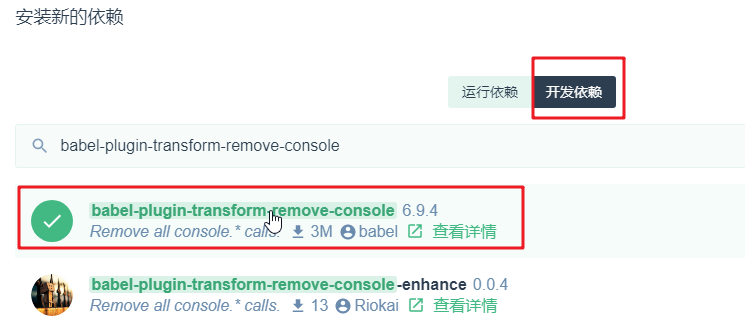 安装新的依赖
运行依赖 开发依赖
babel-plugin-transform-remove-console
babel-plugin-transform-remove-console 6.9.4
Remove all console.* calls. 3M babel 查看详情
babel-plugin-transform-remove-console-enhance 0.0.4
Remove all console.* calls. 13 Riokai 查看详情